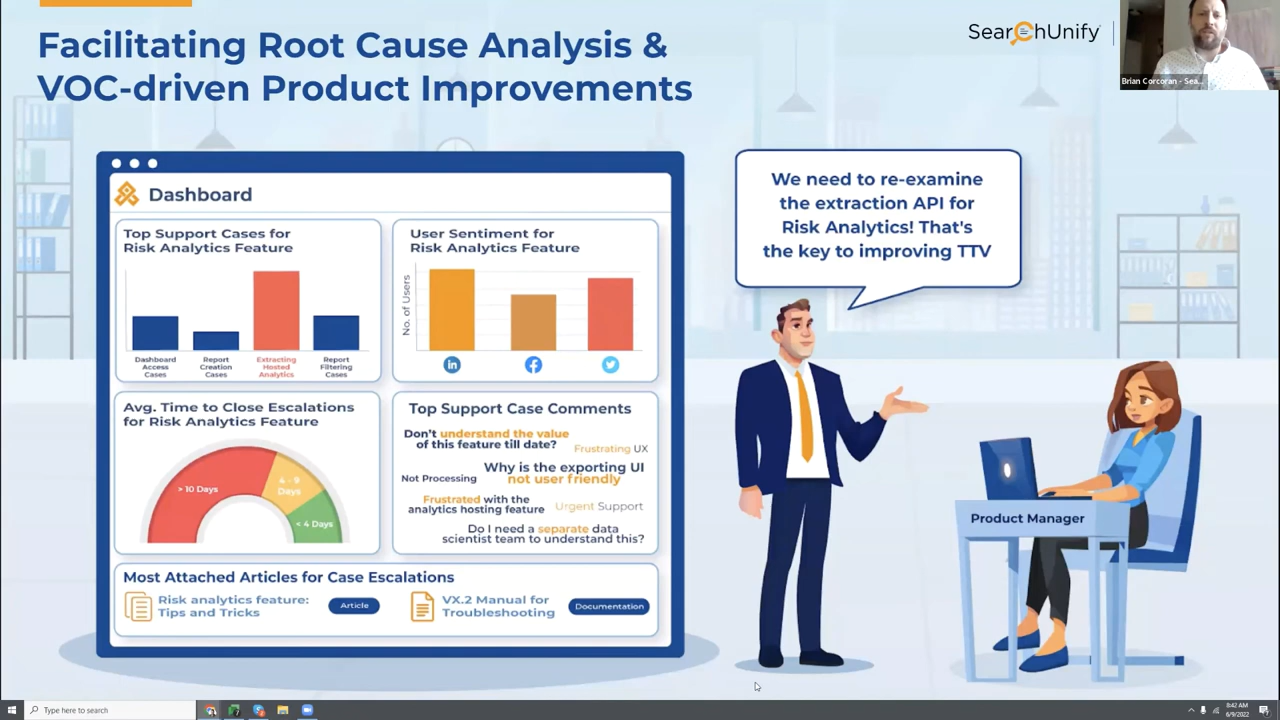 Facilitating Root Cause Analysis &
VOC-driven Product Improvements
SearchUnify
Brian Corcoran - Sea...
Dashboard
Top Support Cases for
Risk Analytics Feature
Dashboard
Access
Cases
Report
Creation
Cases
Extracting
Hosted
Analytics
Report
Filtering
Cases
User Sentiment for
Risk Analytics Feature
No. of Users
in
f
Avg. Time to Close Escalations
for Risk Analytics Feature
> 10 Days
4 - 9
Days
< 4 Days
Top Support Case Comments
Don't understand the value
of this feature till date?
Frustrating UX
Not Processing
Why is the exporting UI
not user friendly
Frustrated with the
analytics hosting feature
Urgent Support
Do I need a separate data
scientist team to understand this?
Most Attached Articles for Case Escalations
Risk analytics feature:
Tips and Tricks
Article
VX.2 Manual for
Troubleshooting
Documentation
We need to re-examine
the extraction API for
Risk Analytics! That's
the key to improving TTV
Product Manager
Type here to search
8:42 AM
6/9/2022